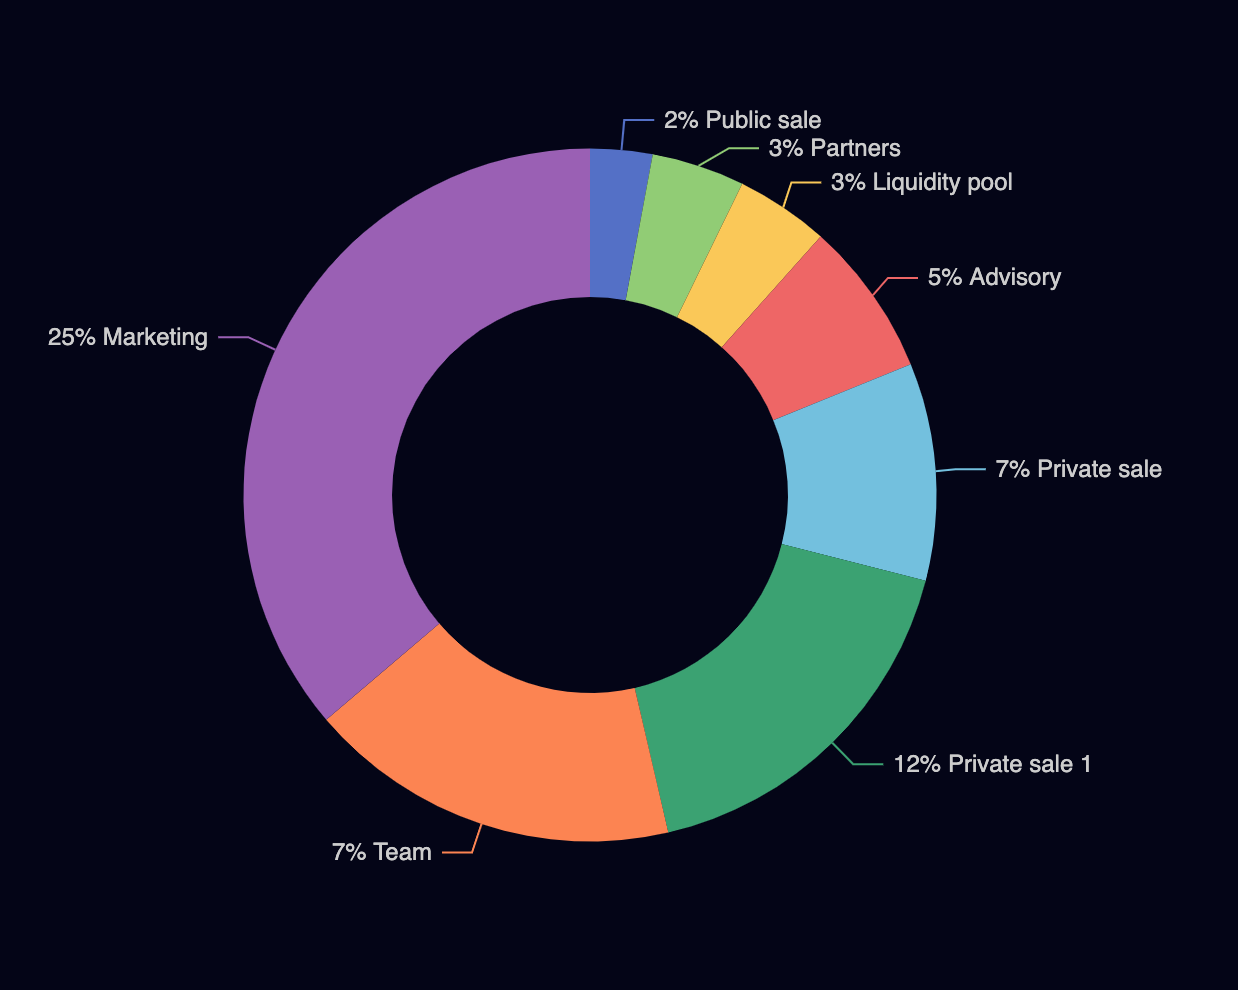 2% Public sale
3% Partners
3% Liquidity pool
5% Advisory
25% Marketing
7% Private sale
12% Private sale 1
7% Team